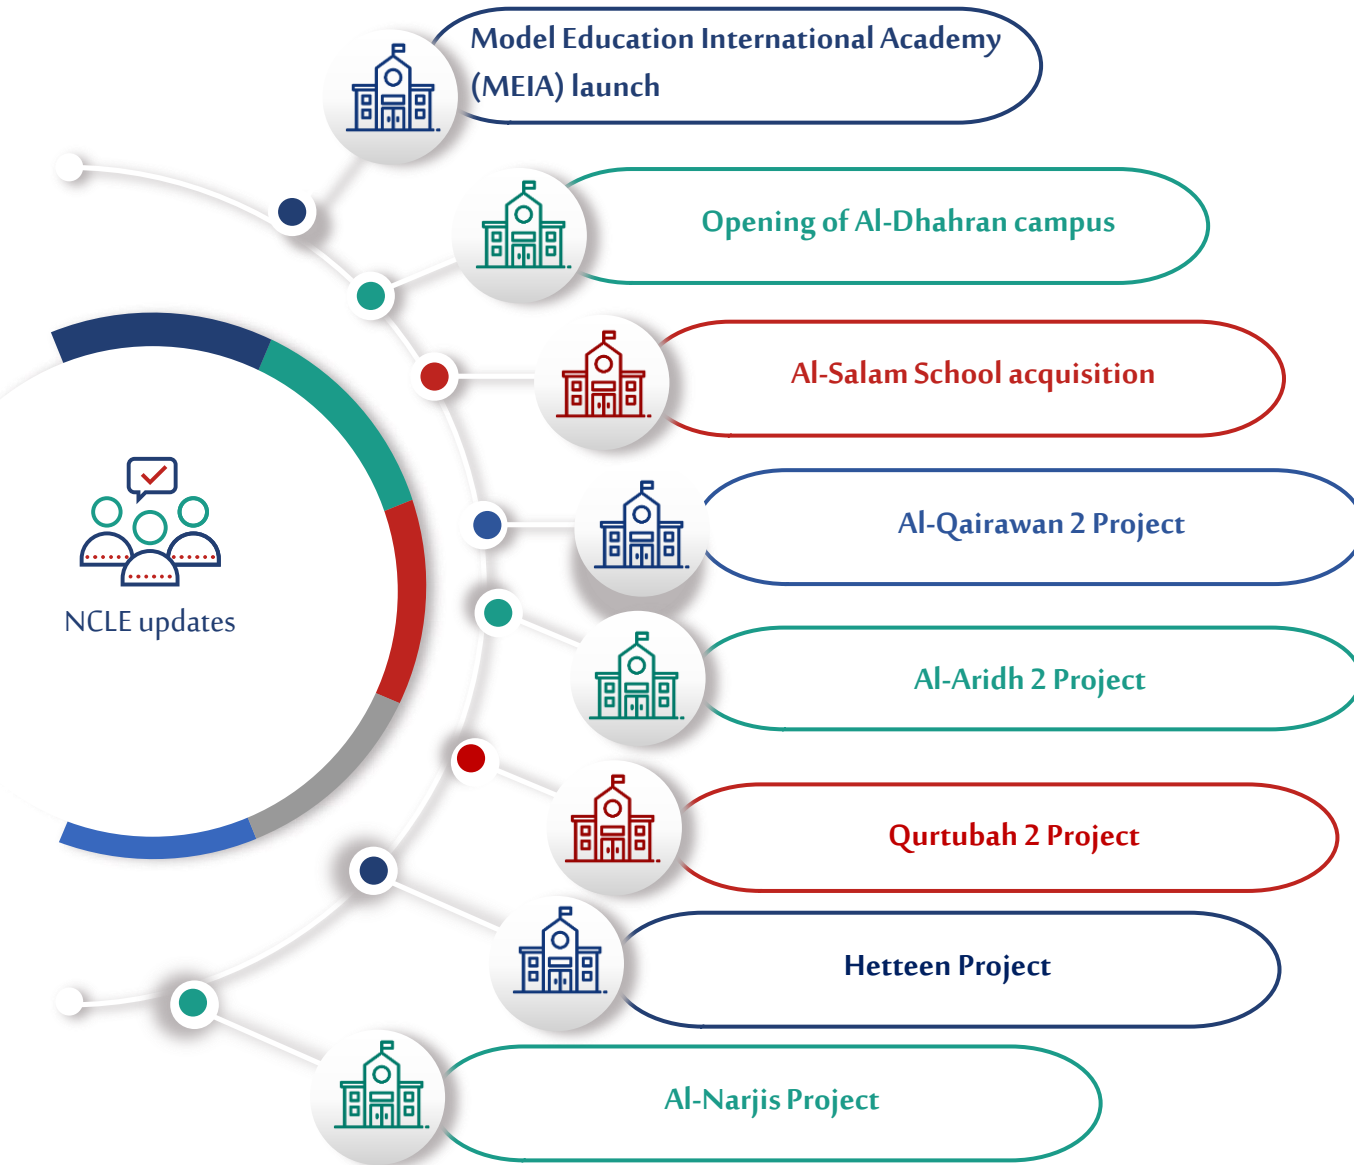 Model Education International Academy
(MEIA) launch
Opening of Al-Dhahran campus
Al-Salam School acquisition
Al-Qairawan 2 Project
NCLE updates
Al-Aridh 2 Project
Qurtubah 2 Project
Hetteen Project
Al-Narjis Project